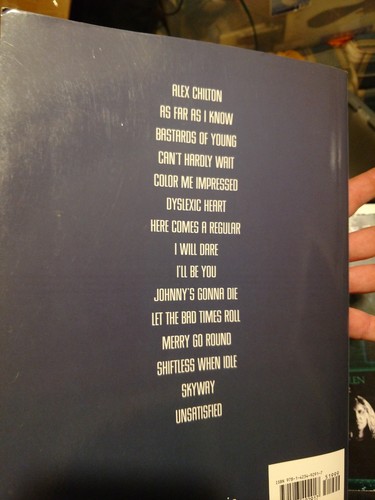 ALEX CHILTON
AS FAR AS I KNOW
BASTARDS OF YOUNG
CAN'T HARDLY WAIT
COLOR ME IMPRESSED
DYSLEXIC HEART
HERE COMES A REGULAR
I WILL DARE
I'LL BE YOU
JOHNNY'S GONNA DIE
LET THE BAD TIMES ROLL
MERRY GO ROUND
SHIFTLESS WHEN IDLE
SKYWAY
UNSATISFIED
ISBN